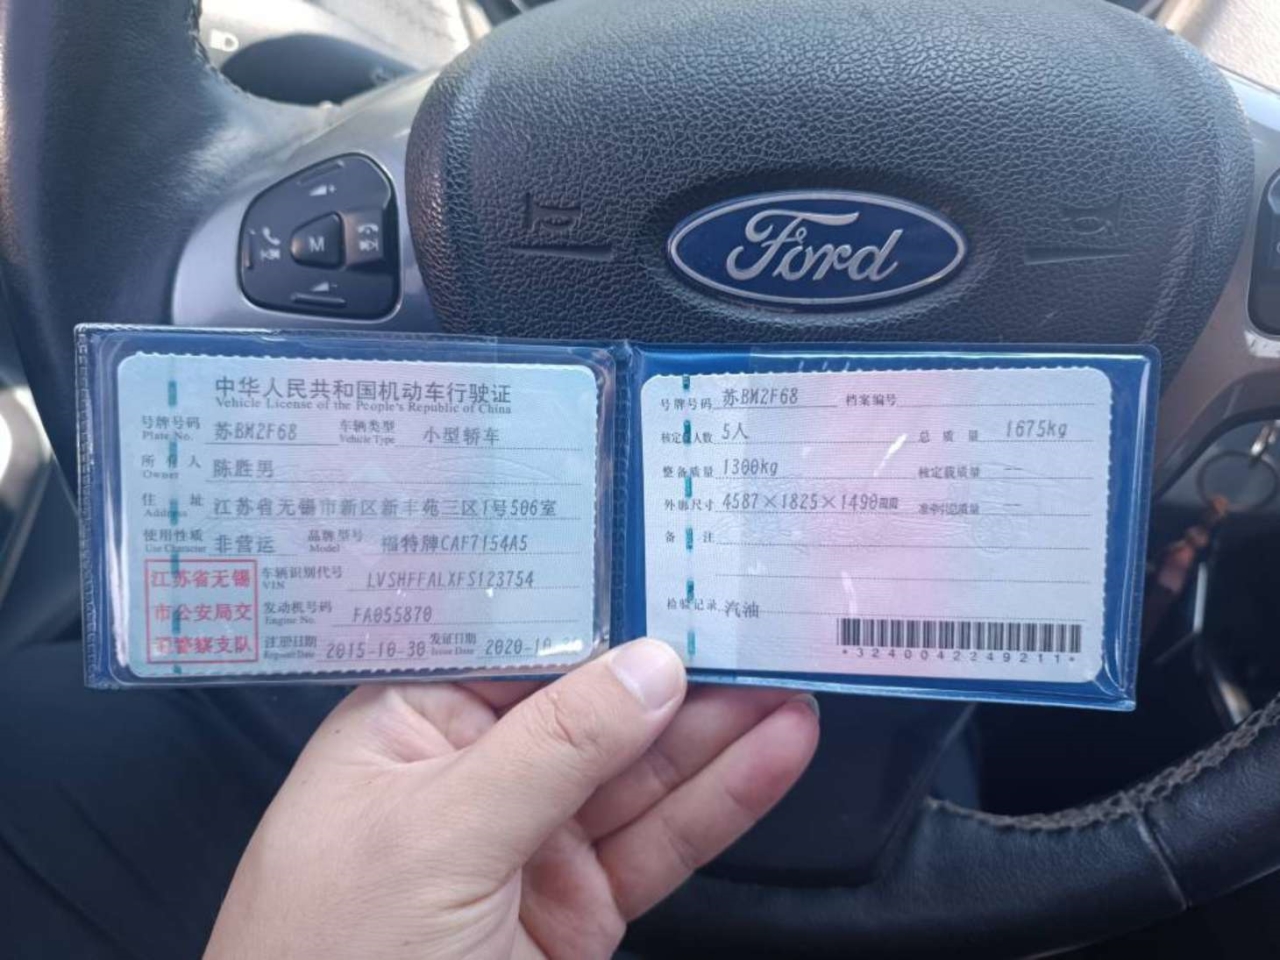 Ford
M
中华人民共和国机动车行驶证
Vehicle License of the People's Republic of China
号牌号码 苏BM2F68 车辆类型 小型轿车
Plate No. Vehicle Type
所有人 陈胜男
Owner
住址 江苏省无锡市新区新丰苑三区1号506室
Address
使用性质 非营运 品牌型号 福特牌CAF7154A5
Use Character Model
江苏省无锡
市公安局交
通警察支队
车辆识别代号 LVSHFFALXFS123754
VIN
发动机号码 FA055870
Engine No.
注册日期 2015-10-30 发证日期 2020-10
Register Date Issue Date
号牌号码 苏BM2F68 档案编号
核定载人数 5人 总质量 1675kg
整备质量 1300kg 核定载质量 --
外廓尺寸 4587×1825×1490mm 准牵引总质量 --
备注
检验记录 汽油
*3240042249211*